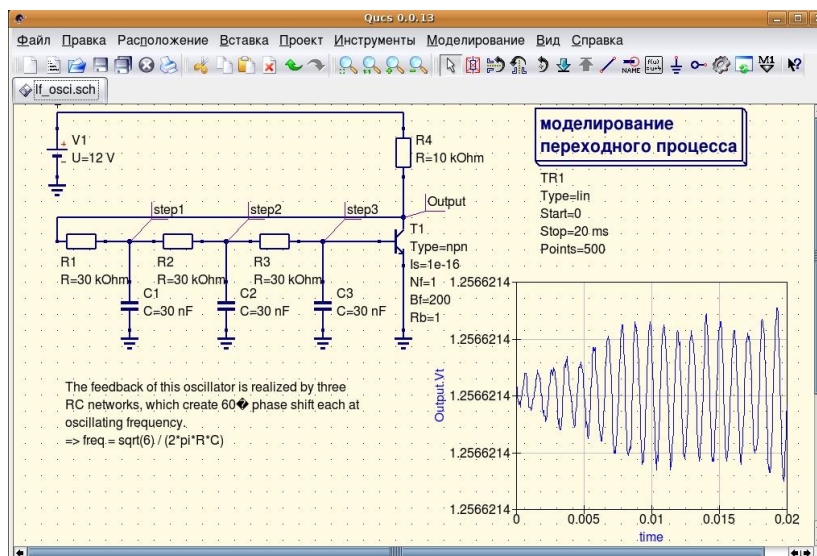 Qucs 0.0.13
Файл Правка Расположение Вставка Проект Инструменты Моделирование Вид Справка
NAME
lf_osci.sch
V1
U=12 V
R4
R=10 kOhm
моделирование
переходного процесса
TR1
Type=lin
Start=0
Stop=20 ms
Points=500
step1
step2
step3
Output
T1
Type=npn
Is=1e-16
Nf=1
Bf=200
Rb=1
R1
R=30 kOhm
R2
R=30 kOhm
R3
R=30 kOhm
C1
C=30 nF
C2
C=30 nF
C3
C=30 nF
The feedback of this oscillator is realized by three
RC networks, which create 60� phase shift each at
oscillating frequency.
=> freq = sqrt(6) / (2*pi*R*C)
1.2566214
1.2566214
1.2566214
1.2566214
1.2566214
Output.Vt
0 0.005 0.01 0.015 0.02
time